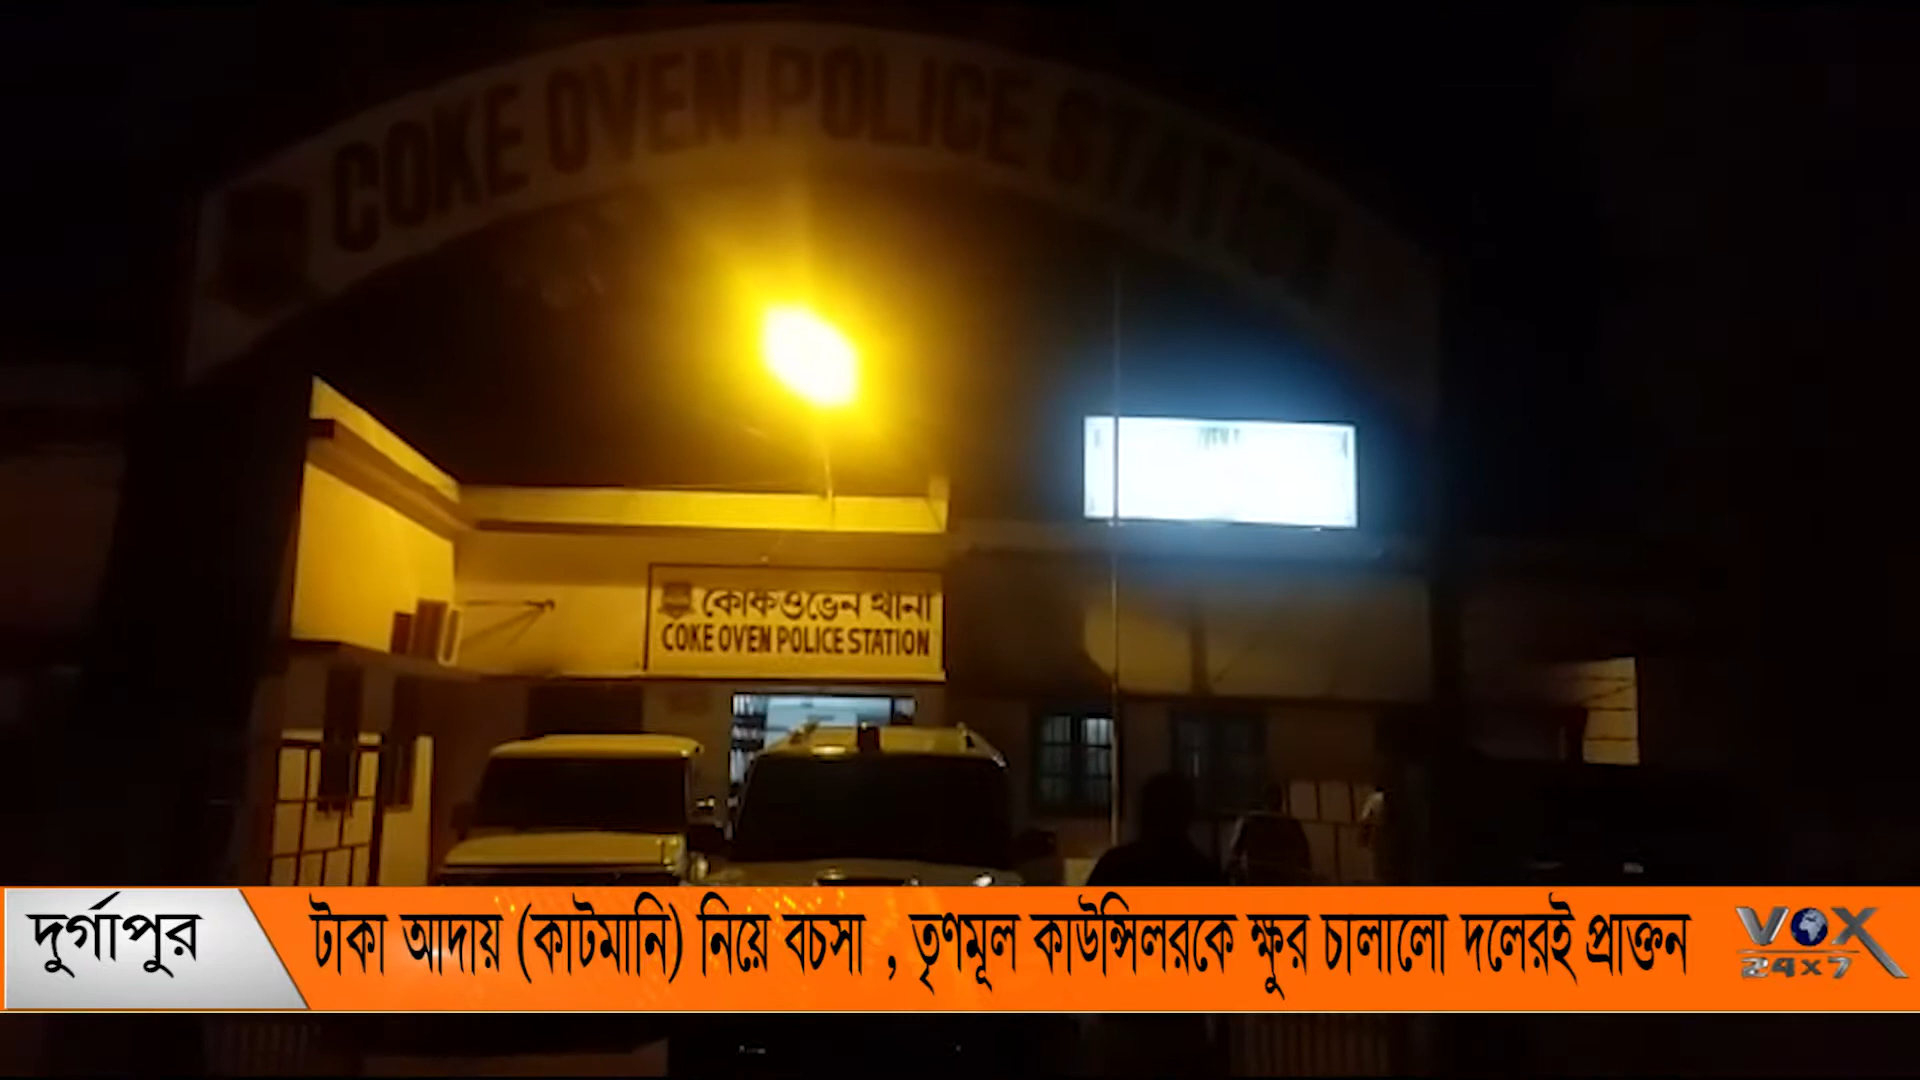 COKE OVEN POLICE STATION
কোকওভেন থানা
COKE OVEN POLICE STATION
দুর্গাপুর
টাকা আদায় (কাটমানি) নিয়ে বচসা , তৃণমূল কাউন্সিলরকে ক্ষুর চালালো দলেরই প্রাক্তন
VOX
24x7